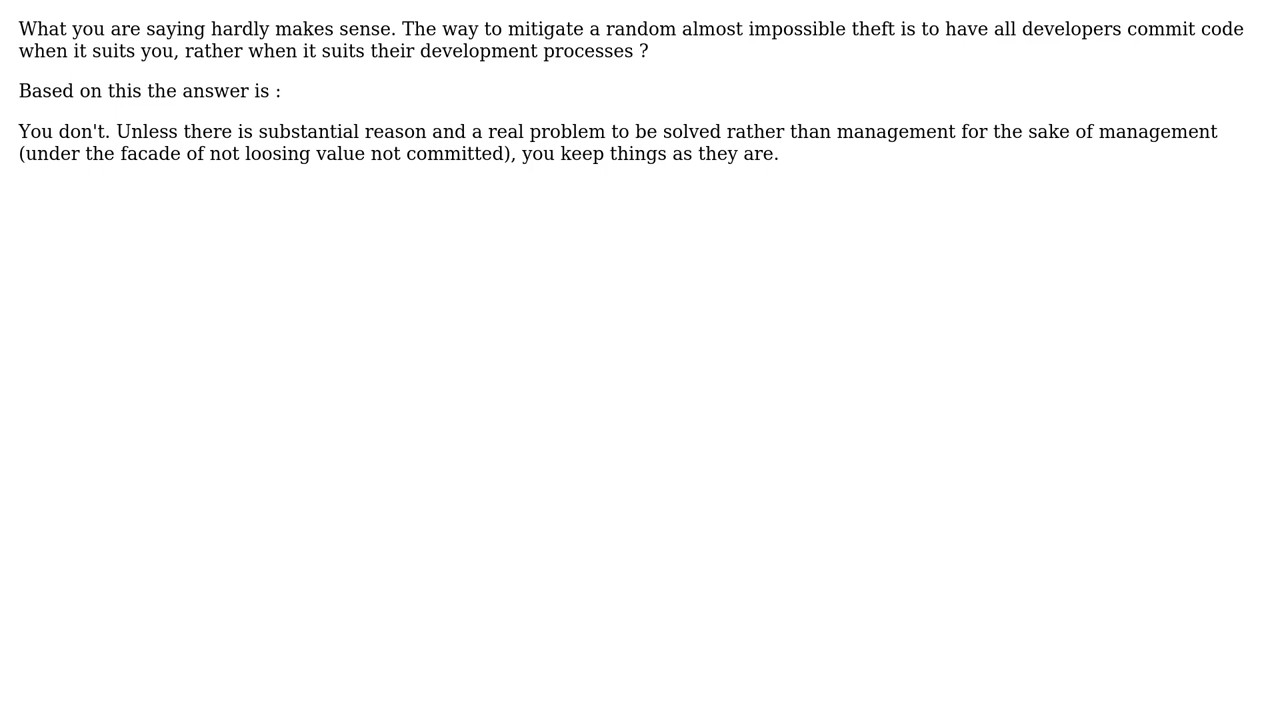 What you are saying hardly makes sense. The way to mitigate a random almost impossible theft is to have all developers commit code
when it suits you, rather when it suits their development processes ?
Based on this the answer is :
You don't. Unless there is substantial reason and a real problem to be solved rather than management for the sake of management
(under the facade of not loosing value not committed), you keep things as they are.